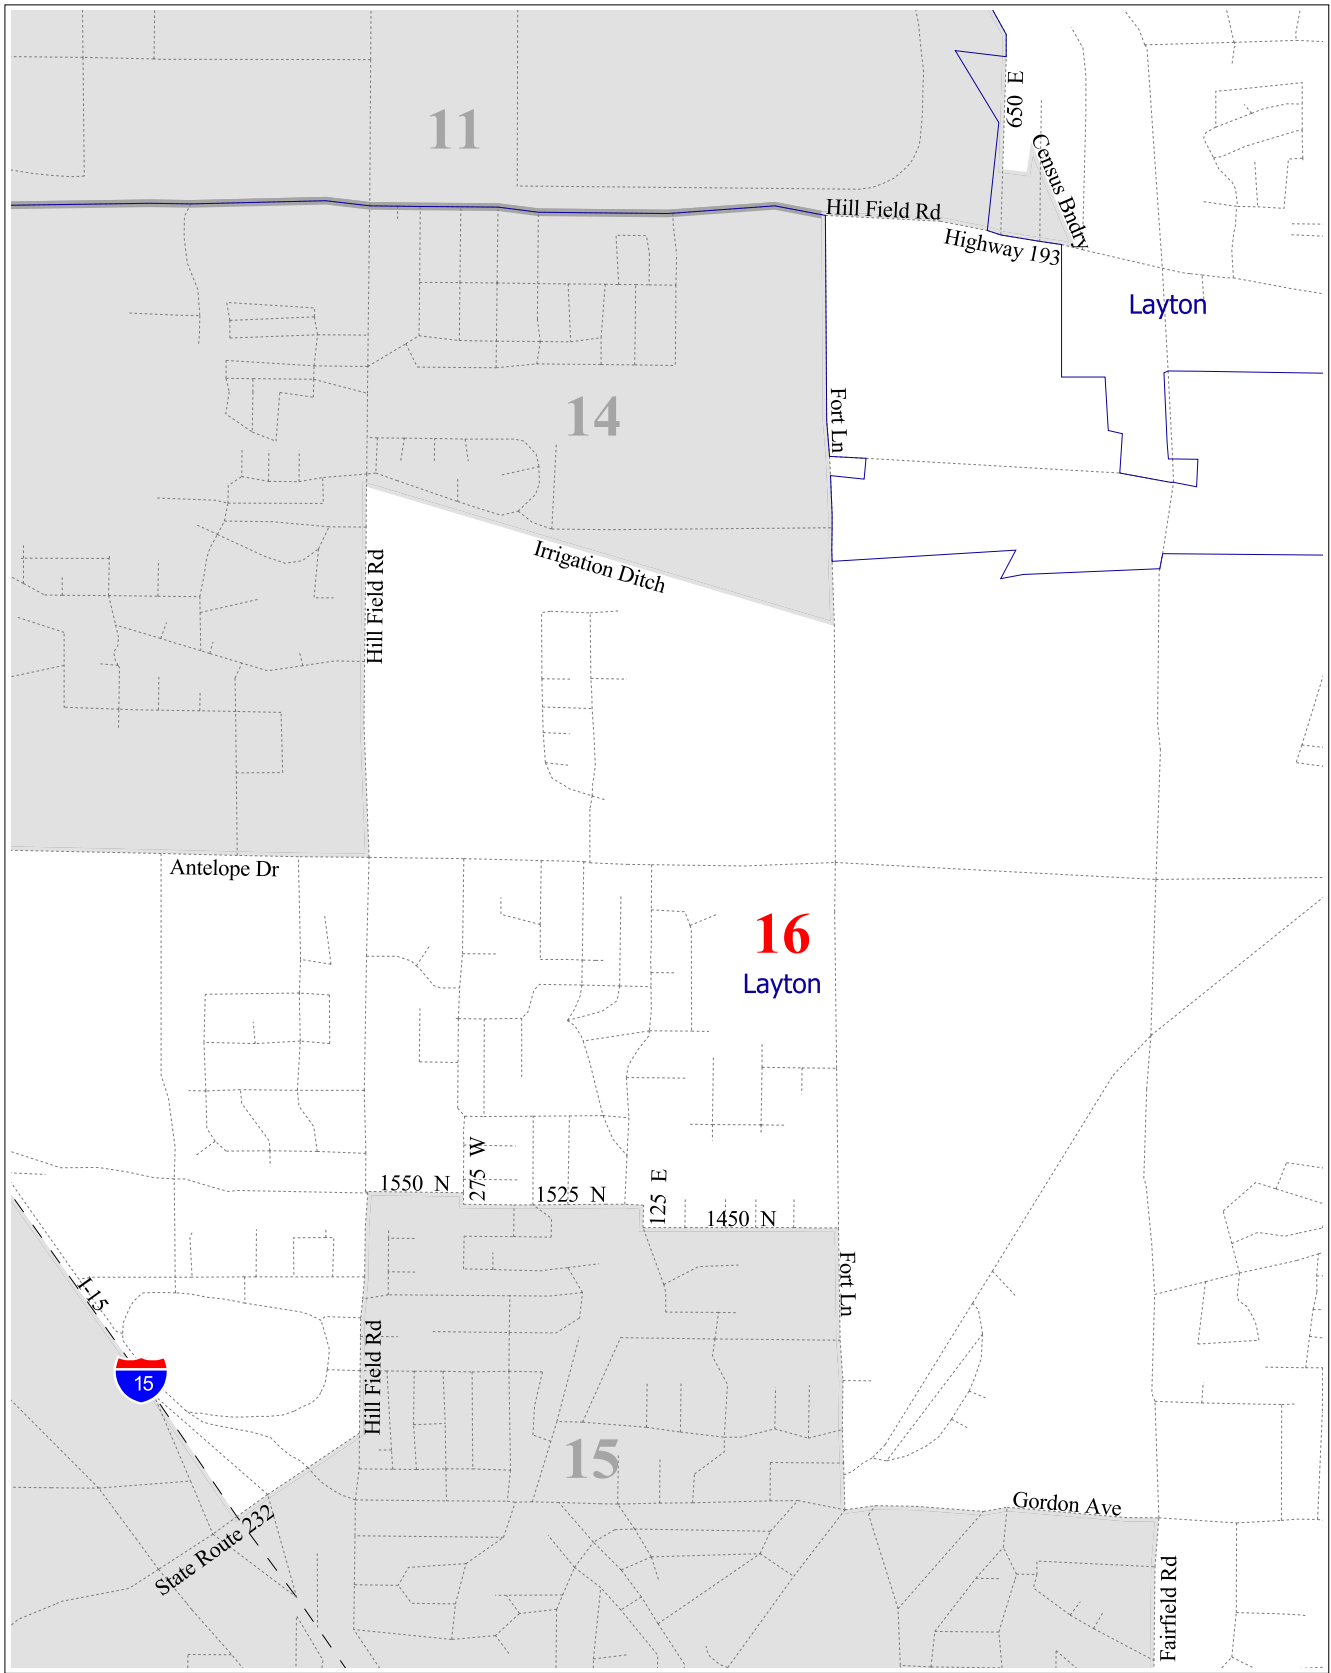 650 E
11
Census Bndry
Hill Field Rd
Highway 193
Layton
Fort Ln
14
Irrigation Ditch
Hill Field Rd
Antelope Dr
16
Layton
275 W
125 E
1550 N
1525 N
1450 N
Fort Ln
I-15
Hill Field Rd
15
15
Gordon Ave
State Route 232
Fairfield Rd